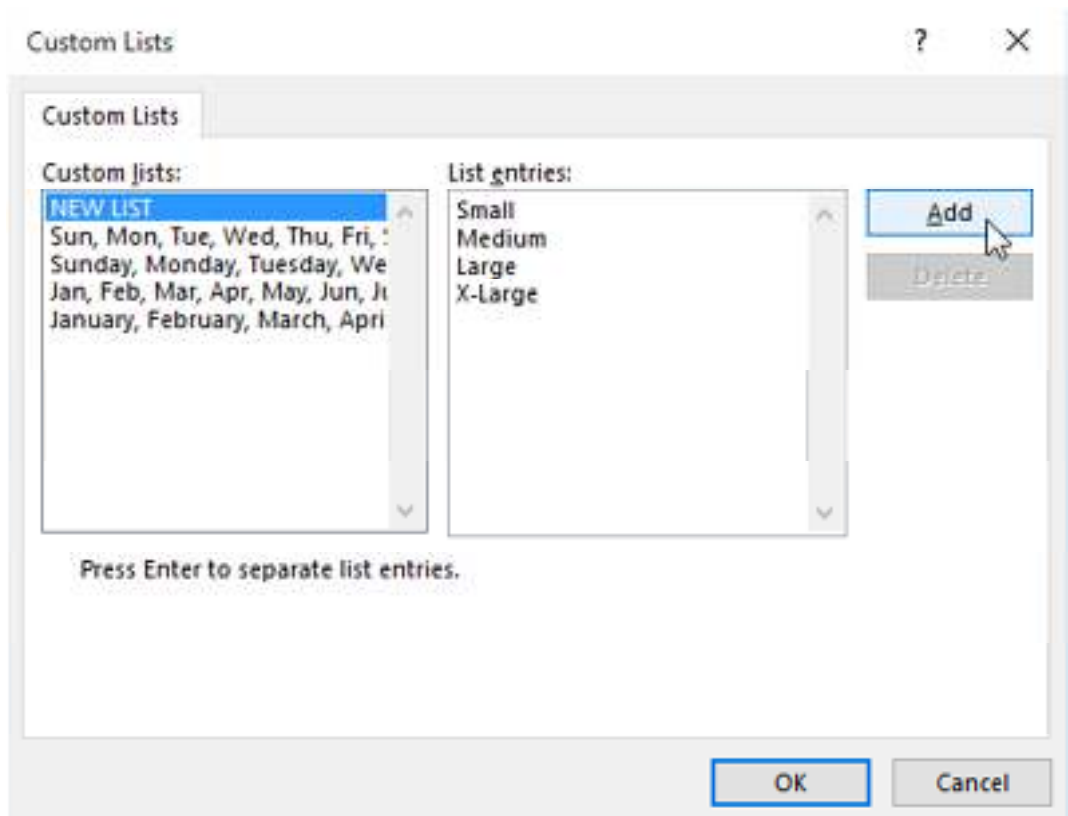 Custom Lists
?
Custom Lists
Custom lists:
NEW LIST
Sun, Mon, Tue, Wed, Thu, Fri, S
Sunday, Monday, Tuesday, We
Jan, Feb, Mar, Apr, May, Jun, Ju
January, February, March, Apri
List entries:
Small
Medium
Large
X-Large
Add
Delete
Press Enter to separate list entries.
OK
Cancel